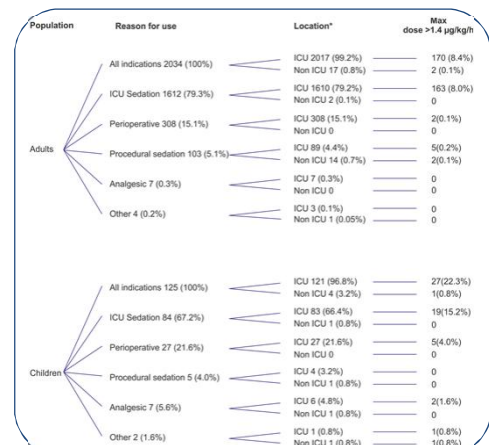 Population Reason for use Location* Max
dose >1.4 µg/kg/h
All indications 2034 (100%) ICU 2017 (99.2%) 170 (8.4%)
Non ICU 17 (0.8%) 2 (0.1%)
ICU Sedation 1612 (79.3%) ICU 1610 (79.2%) 163 (8.0%)
Non ICU 2 (0.1%) 0
Perioperative 308 (15.1%) ICU 308 (15.1%) 2(0.1%)
Non ICU 0 0
Adults
Procedural sedation 103 (5.1%) ICU 89 (4.4%) 5(0.2%)
Non ICU 14 (0.7%) 2(0.1%)
Analgesic 7 (0.3%) ICU 7 (0.3%) 0
Non ICU 0 0
Other 4 (0.2%) ICU 3 (0.1%) 0
Non ICU 1 (0.05%) 0
All indications 125 (100%) ICU 121 (96.8%) 27(22.3%)
Non ICU 4 (3.2%) 1(0.8%)
ICU Sedation 84 (67.2%) ICU 83 (66.4%) 19(15.2%)
Non ICU 1 (0.8%) 0
Perioperative 27 (21.6%) ICU 27 (21.6%) 5(4.0%)
Non ICU 0 0
Children
Procedural sedation 5 (4.0%) ICU 4 (3.2%) 0
Non ICU 1 (0.8%) 0
Analgesic 7 (5.6%) ICU 6 (4.8%) 2(1.6%)
Non ICU 1 (0.8%) 0
Other 2 (1.6%) ICU 1 (0.8%) 1(0.8%)
Non ICU 1 (0.8%) 1(0.8%)